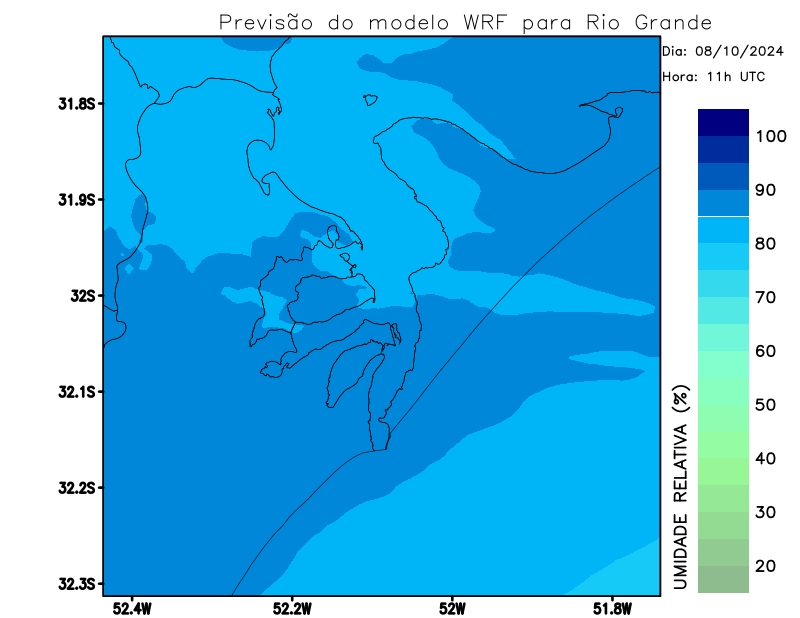 Previsão do modelo WRF para Rio Grande
Dia: 08/10/2024
Hora: 11h UTC
31.8S
31.9S
32S
32.1S
32.2S
32.3S
52.4W
52.2W
52W
51.8W
100
90
80
70
60
50
40
30
20
UMIDADE RELATIVA (%)